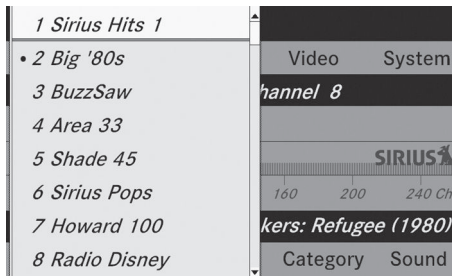 1 Sirius Hits 1
• 2 Big '80s
3 BuzzSaw
4 Area 33
5 Shade 45
6 Sirius Pops
7 Howard 100
8 Radio Disney
Video System
hannel 8
SIRIUS
160 200 240 Ch
kers: Refugee (1980)
Category Sound